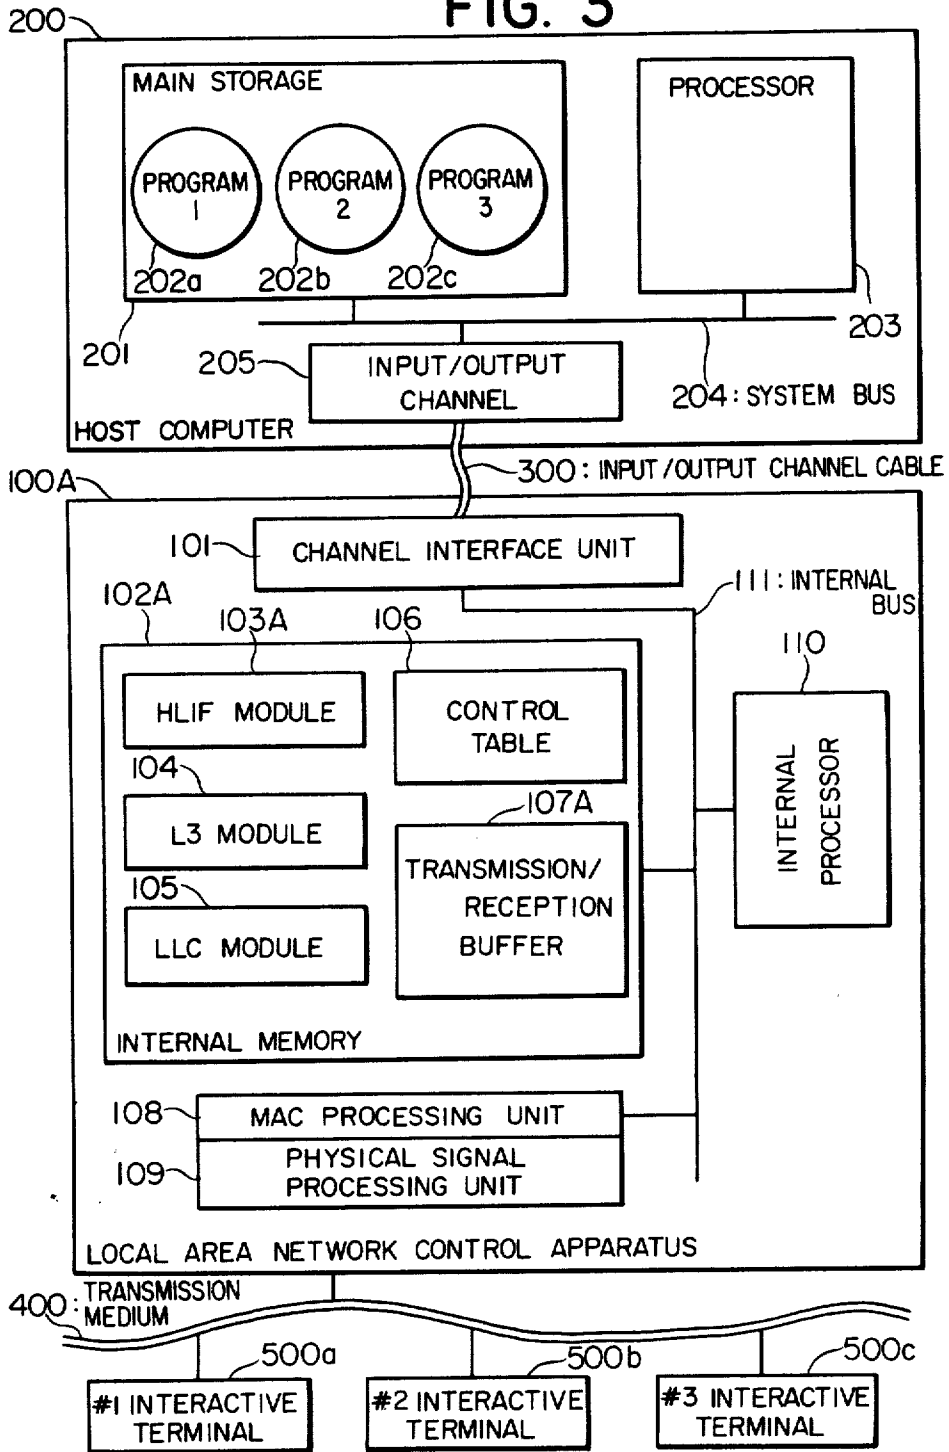 FIG. 3
200
MAIN STORAGE
PROCESSOR
PROGRAM
1
PROGRAM
2
PROGRAM
3
202a
202b
202c
201
203
205
INPUT/OUTPUT
CHANNEL
204: SYSTEM BUS
HOST COMPUTER
300: INPUT/OUTPUT CHANNEL CABLE
100A
101
CHANNEL INTERFACE UNIT
111: INTERNAL
BUS
102A
103A
106
110
HLIF MODULE
CONTROL
TABLE
104
L3 MODULE
107A
TRANSMISSION/
RECEPTION
BUFFER
INTERNAL
PROCESSOR
105
LLC MODULE
INTERNAL MEMORY
108
MAC PROCESSING UNIT
109
PHYSICAL SIGNAL
PROCESSING UNIT
LOCAL AREA NETWORK CONTROL APPARATUS
400: TRANSMISSION
MEDIUM
500a
500b
500c
#1 INTERACTIVE
TERMINAL
#2 INTERACTIVE
TERMINAL
#3 INTERACTIVE
TERMINAL